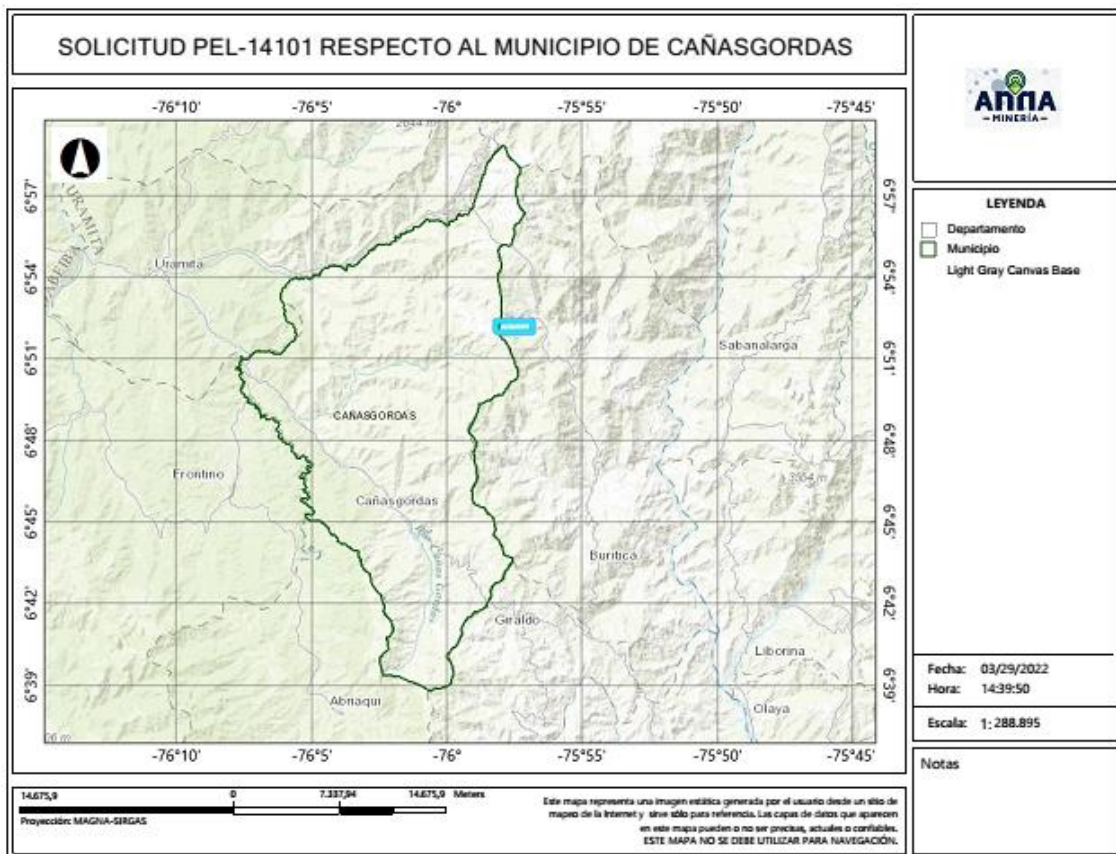 SOLICITUD PEL-14101 RESPECTO AL MUNICIPIO DE CAÑASGORDAS
ANNA
MINERÍA
-76°10' -76°5' -76° -75°55' -75°50' -75°45'
2644 m
6°57' 6°57'
URAMITA
DABEIBA
Uramita
6°54' 6°54'
Sabanalarga
6°51' 6°51'
CAÑASGORDAS
6°48' 6°48'
Frontino
Cañasgordas
6°45' 6°45'
Buritica
6°42' 6°42'
Giraldo
Liborina
6°39' 6°39'
Abriaqui
Olaya
-76°10' -76°5' -76° -75°55' -75°50' -75°45'
LEYENDA
Departamento
Municipio
Light Gray Canvas Base
Fecha: 03/29/2022
Hora: 14:39:50
Escala: 1: 288.895
Notas
14.675,9 0 7.337,94 14.675,9 Meters
Proyección: MAGNA-SIRGAS
Este mapa representa una imagen estática generada por el usuario desde un sitio de
mapeo de la Internet y sirve sólo para referencia. Las capas de datos que aparecen
en este mapa pueden o no ser precisas, actuales o confiables.
ESTE MAPA NO SE DEBE UTILIZAR PARA NAVEGACIÓN.